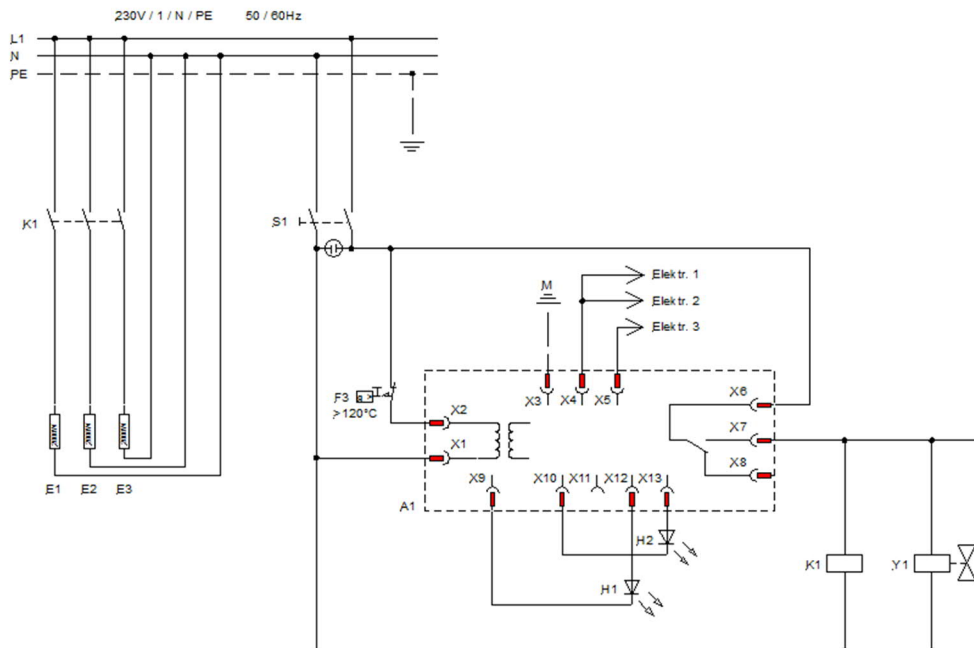 230V / 1 / N / PE 50 / 60Hz
L1
N
PE
K1
S1
Elektr. 1
M
Elektr. 2
Elektr. 3
F3
>120°C
X3 X4 X5 X6
X2
X7
X1
X8
X9 X10 X11 X12 X13
E1 E2 E3
A1
H2
K1 Y1
H1